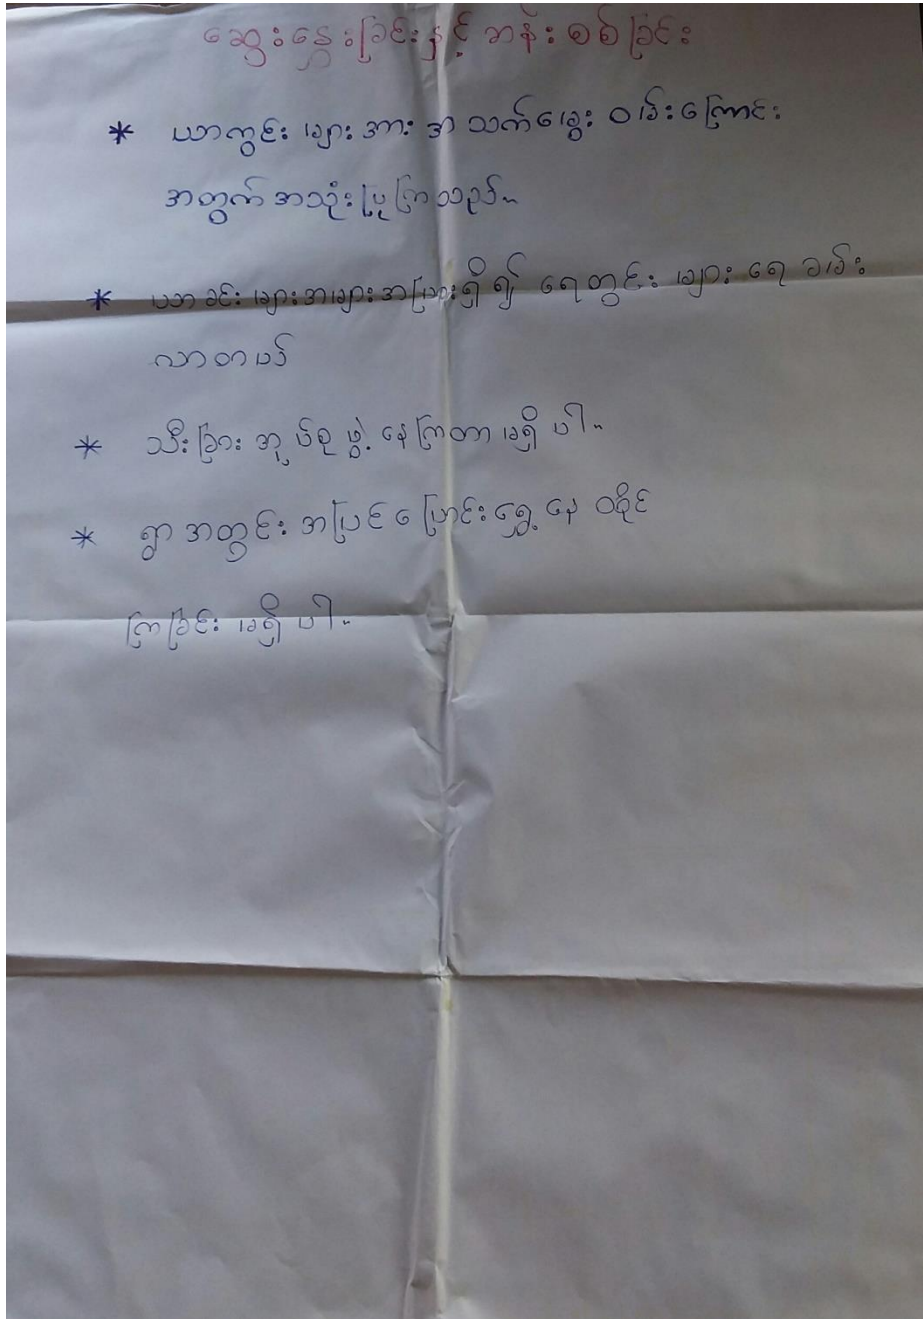 ဆွေးနွေးခြင်းနှင့် ဆန်းစစ်ခြင်း
* ယာကွင်း များ အား အသက်မွေး ဝမ်းကြောင်း
အတွက် အသုံး ပြု ကြသည်။
* ယာခင်း များ အများအပြားရှိ ၍ ရေတွင်း များ ရေ ခမ်း
လာတယ်
* သီးခြား အုပ်စု ဖွဲ့ နေကြတာ မရှိ ပါ။
* ရွာ အတွင်း အပြင် ပြောင်းရွှေ့ နေ ထိုင်
ကြခြင်း မရှိ ပါ။